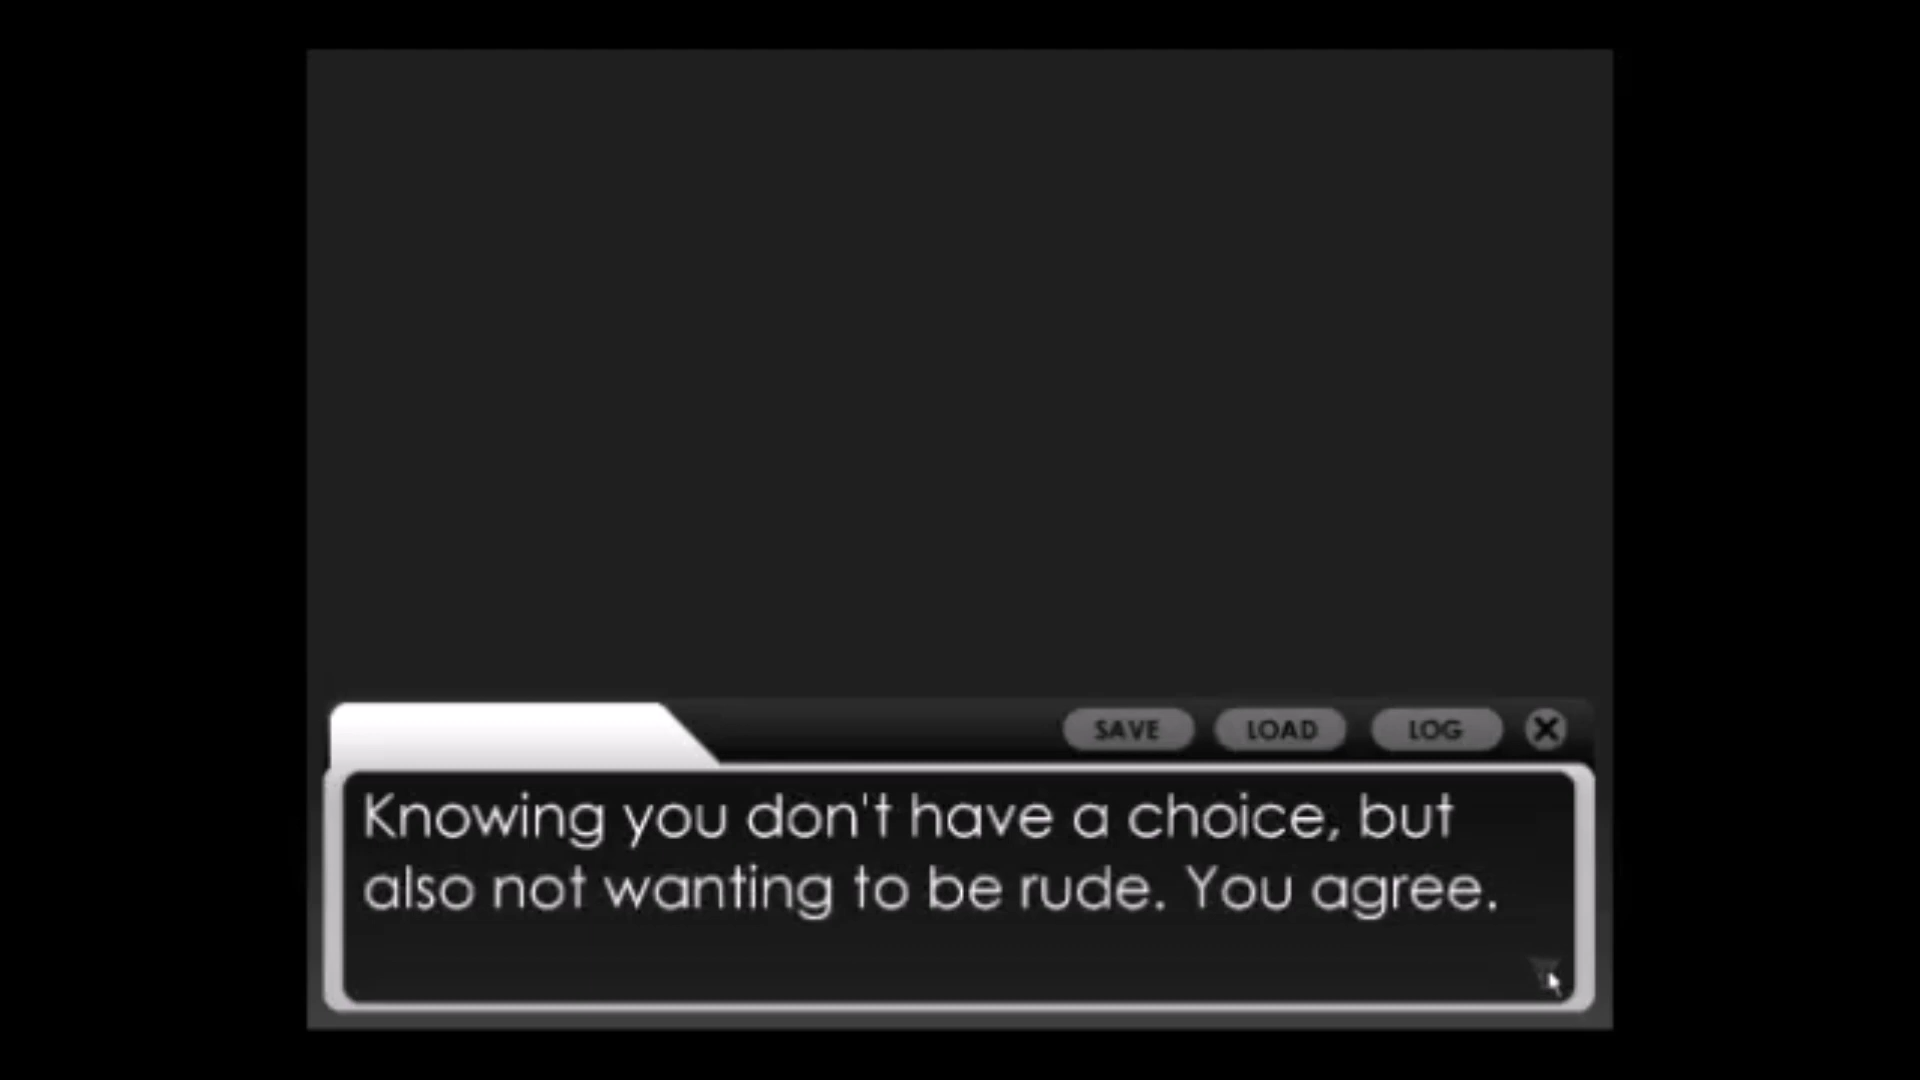 SAVE LOAD LOG X
Knowing you don't have a choice, but
also not wanting to be rude. You agree.